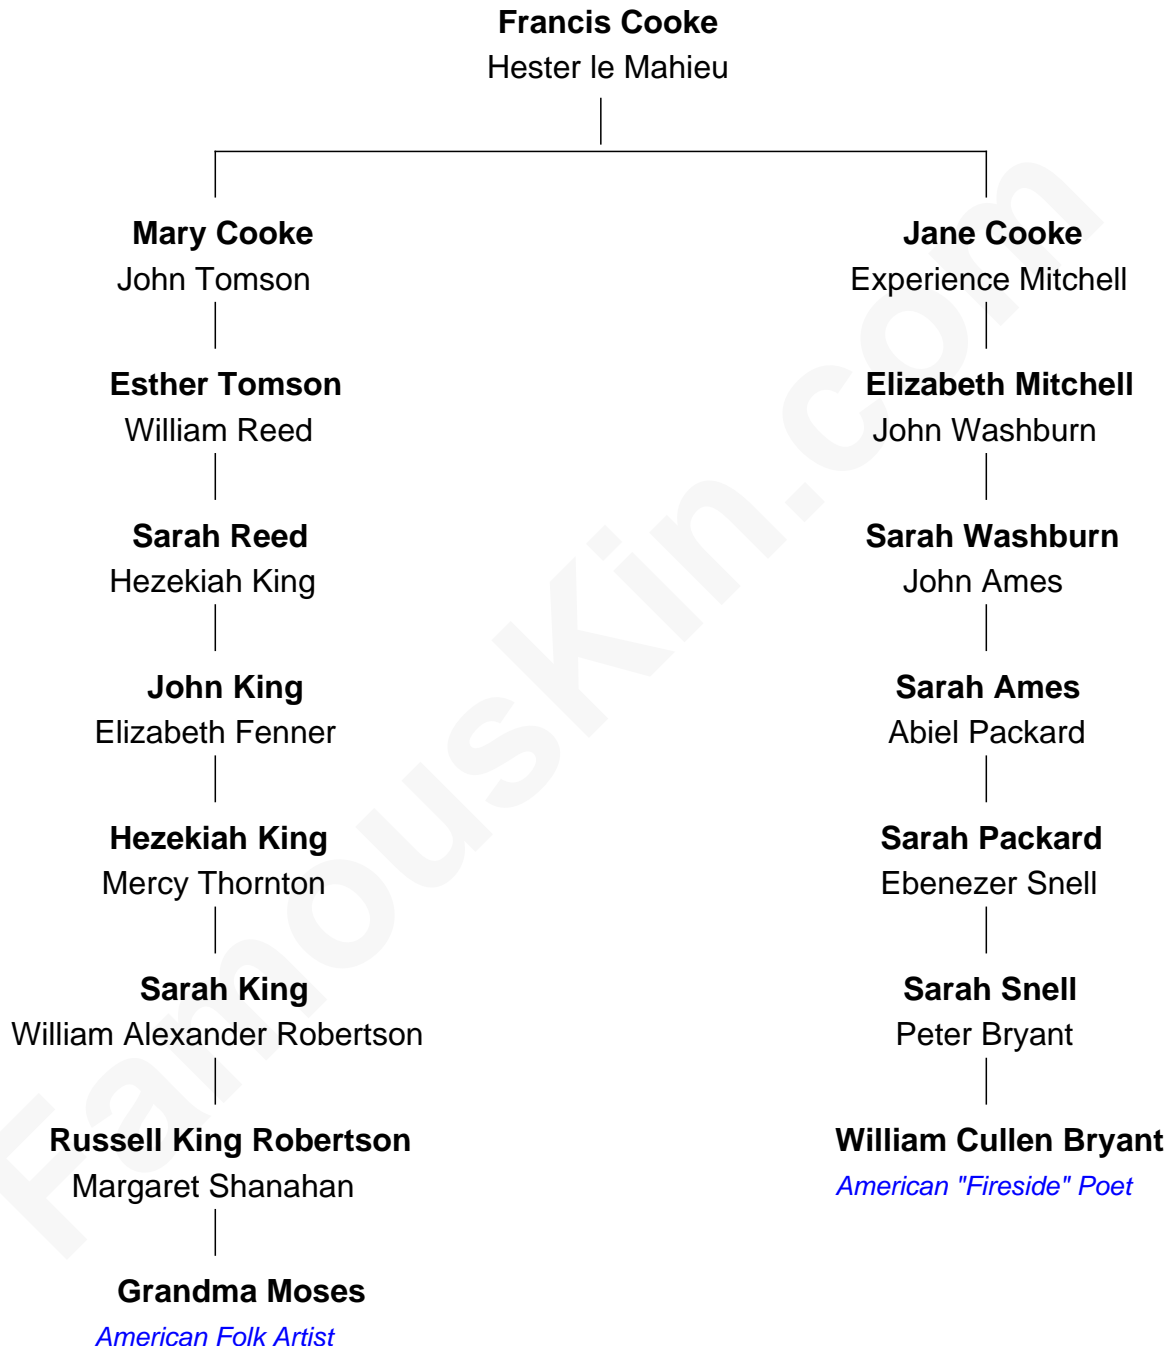 Francis Cooke
Hester le Mahieu
Mary Cooke
John Tomson
Jane Cooke
Experience Mitchell
Esther Tomson
William Reed
Elizabeth Mitchell
John Washburn
Sarah Reed
Hezekiah King
Sarah Washburn
John Ames
John King
Elizabeth Fenner
Sarah Ames
Abiel Packard
Hezekiah King
Mercy Thornton
Sarah Packard
Ebenezer Snell
Sarah King
William Alexander Robertson
Sarah Snell
Peter Bryant
Russell King Robertson
Margaret Shanahan
William Cullen Bryant
American "Fireside" Poet
Grandma Moses
American Folk Artist
FamousKin.com